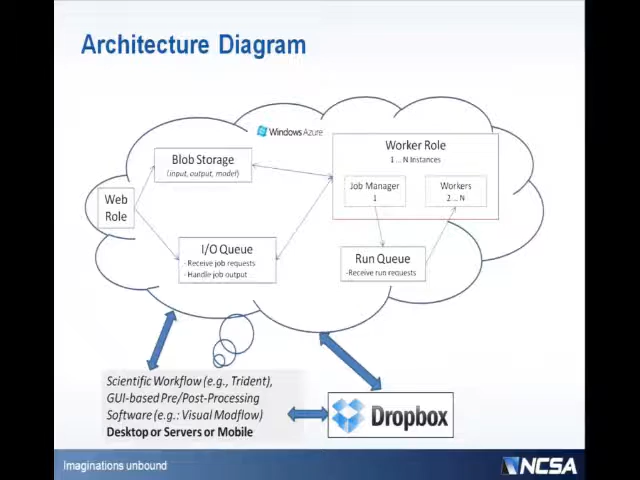 Architecture Diagram
Windows Azure
Worker Role
1 ... N Instances
Blob Storage
(input, output, model)
Job Manager
1
Workers
2 ... N
Web
Role
I/O Queue
- Receive job requests
- Handle job output
Run Queue
-Receive run requests
Scientific Workflow (e.g., Trident),
GUI-based Pre/Post-Processing
Software (e.g.: Visual Modflow)
Desktop or Servers or Mobile
Dropbox
Imaginations unbound
NCSA